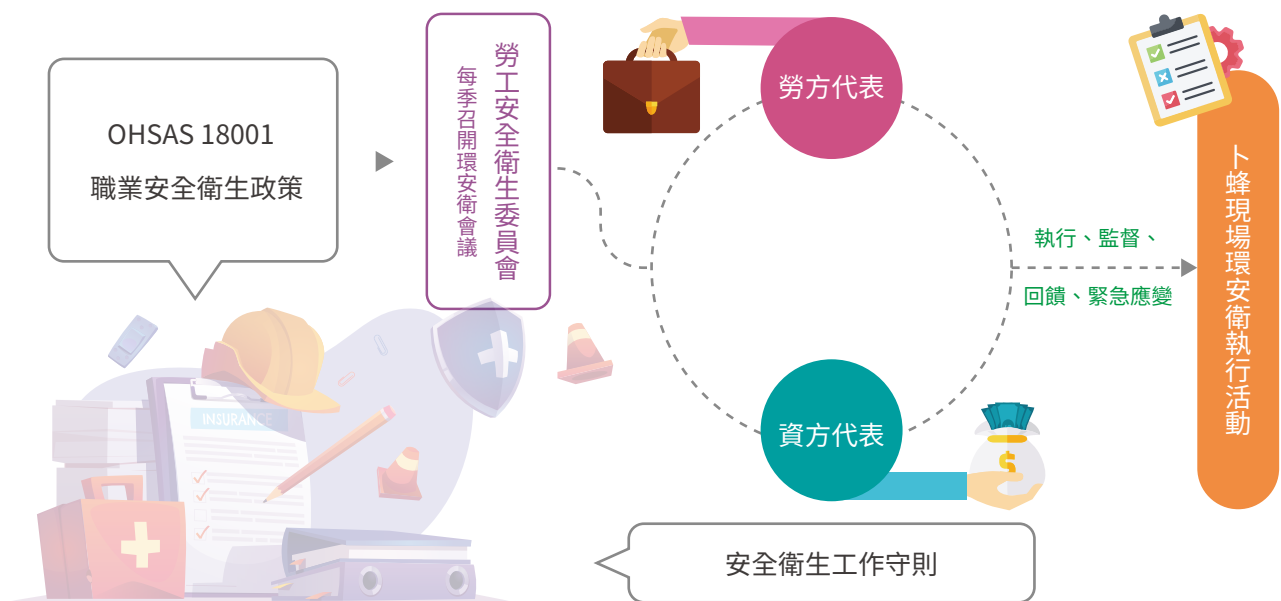 OHSAS 18001
職業安全衛生政策
勞工安全衛生委員會
每季召開環安衛會議
勞方代表
資方代表
執行、監督、
回饋、緊急應變
卜蜂現場環安衛執行活動
INSURANCE
安全衛生工作守則